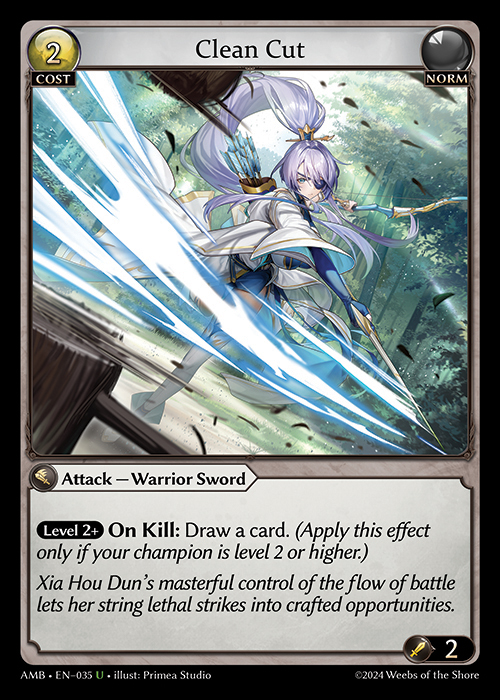 2
Clean Cut
COST
NORM
Attack — Warrior Sword
Level 2+ On Kill: Draw a card. (Apply this effect
only if your champion is level 2 or higher.)
Xia Hou Dun's masterful control of the flow of battle
lets her string lethal strikes into crafted opportunities.
2
AMB • EN–035 U • illust: Primea Studio
©2024 Weebs of the Shore